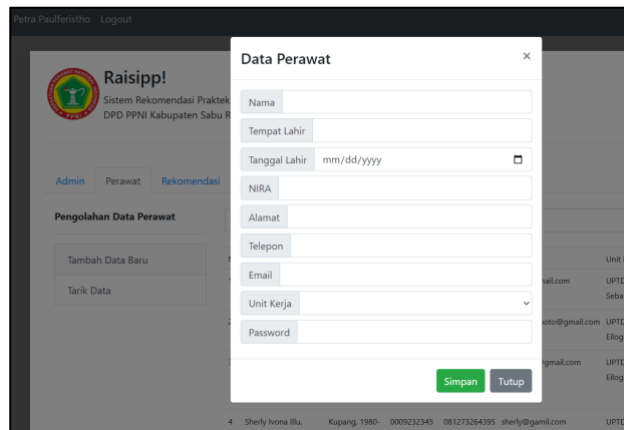 Petra Paulferistho Logout
Raisipp!
Sistem Rekomendasi Praktek
DPD PPNI Kabupaten Sabu R
Admin Perawat Rekomendasi
Pengolahan Data Perawat
Tambah Data Baru
Tarik Data
Data Perawat ×
Nama
Tempat Lahir
Tanggal Lahir mm/dd/yyyy
NIRA
Alamat
Telepon
Email
Unit Kerja
Password
Simpan Tutup
Unit
ail.com UPTD
Seba
oto@gmail.com UPTD
Eilog
gmail.com UPTD
Eilog
4 Sherly Ivona Illu, Kupang, 1980- 0009232345 081273264395 sherly@gamil.com UPTD